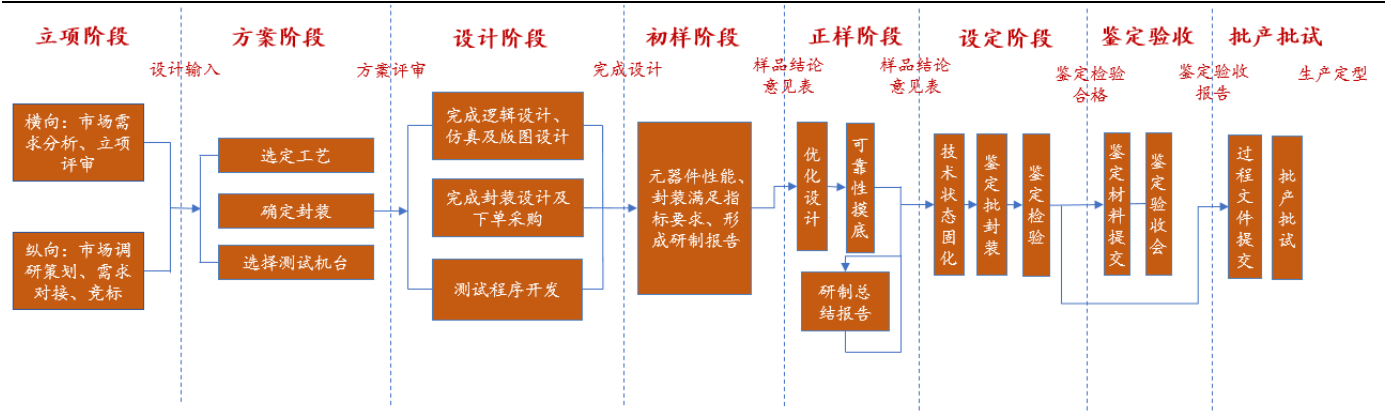 立项阶段
方案阶段
设计阶段
初样阶段
正样阶段
设定阶段
鉴定验收
批产批试
设计输入
方案评审
完成设计
样品结论
意见表
样品结论
意见表
鉴定检验
合格
鉴定验收
报告
生产定型
横向：市场需
求分析、立项
评审
纵向：市场调
研策划、需求
对接、竞标
选定工艺
确定封装
选择测试机台
完成逻辑设计、
仿真及版图设计
完成封装设计及
下单采购
测试程序开发
元器件性能、
封装满足指
标要求、形
成研制报告
优化设计
可靠性摸底
研制总
结报告
技术状态固化
鉴定批封装
鉴定检验
鉴定材料提交
鉴定验收会
过程文件提交
批产批试